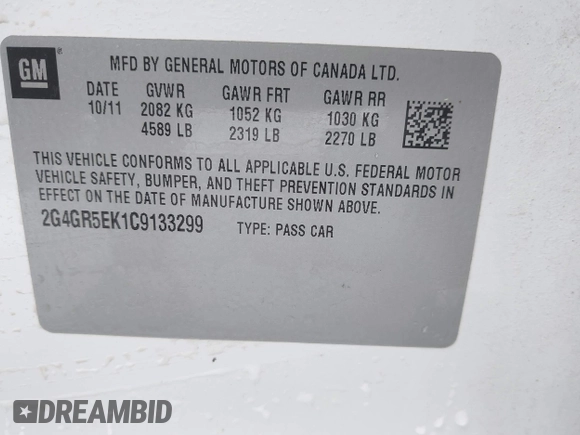 GM
MFD BY GENERAL MOTORS OF CANADA LTD.
DATE GVWR GAWR FRT GAWR RR
10/11 2082 KG 1052 KG 1030 KG
4589 LB 2319 LB 2270 LB
THIS VEHICLE CONFORMS TO ALL APPLICABLE U.S. FEDERAL MOTOR
VEHICLE SAFETY, BUMPER, AND THEFT PREVENTION STANDARDS IN
EFFECT ON THE DATE OF MANUFACTURE SHOWN ABOVE.
2G4GR5EK1C9133299 TYPE: PASS CAR
DREAMBID